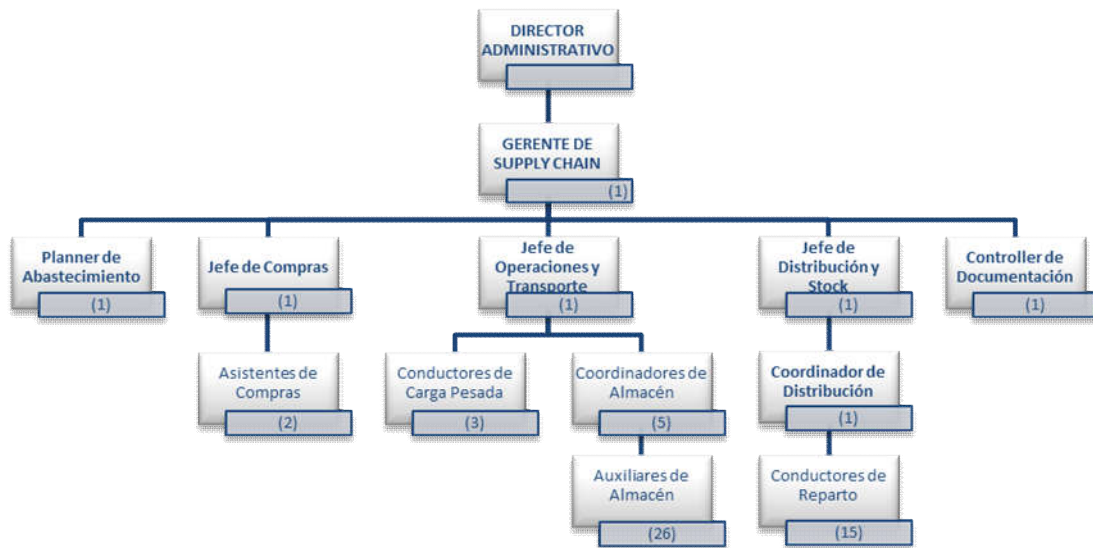 DIRECTOR
ADMINISTRATIVO
GERENTE DE
SUPPLY CHAIN
(1)
Planner de
Abastecimiento
(1)
Jefe de Compras
(1)
Jefe de
Operaciones y
Transporte
(1)
Jefe de
Distribución y
Stock
(1)
Controller de
Documentación
(1)
Asistentes de
Compras
(2)
Conductores de
Carga Pesada
(3)
Coordinadores de
Almacén
(5)
Coordinador de
Distribución
(1)
Auxiliares de
Almacén
(26)
Conductores de
Reparto
(15)